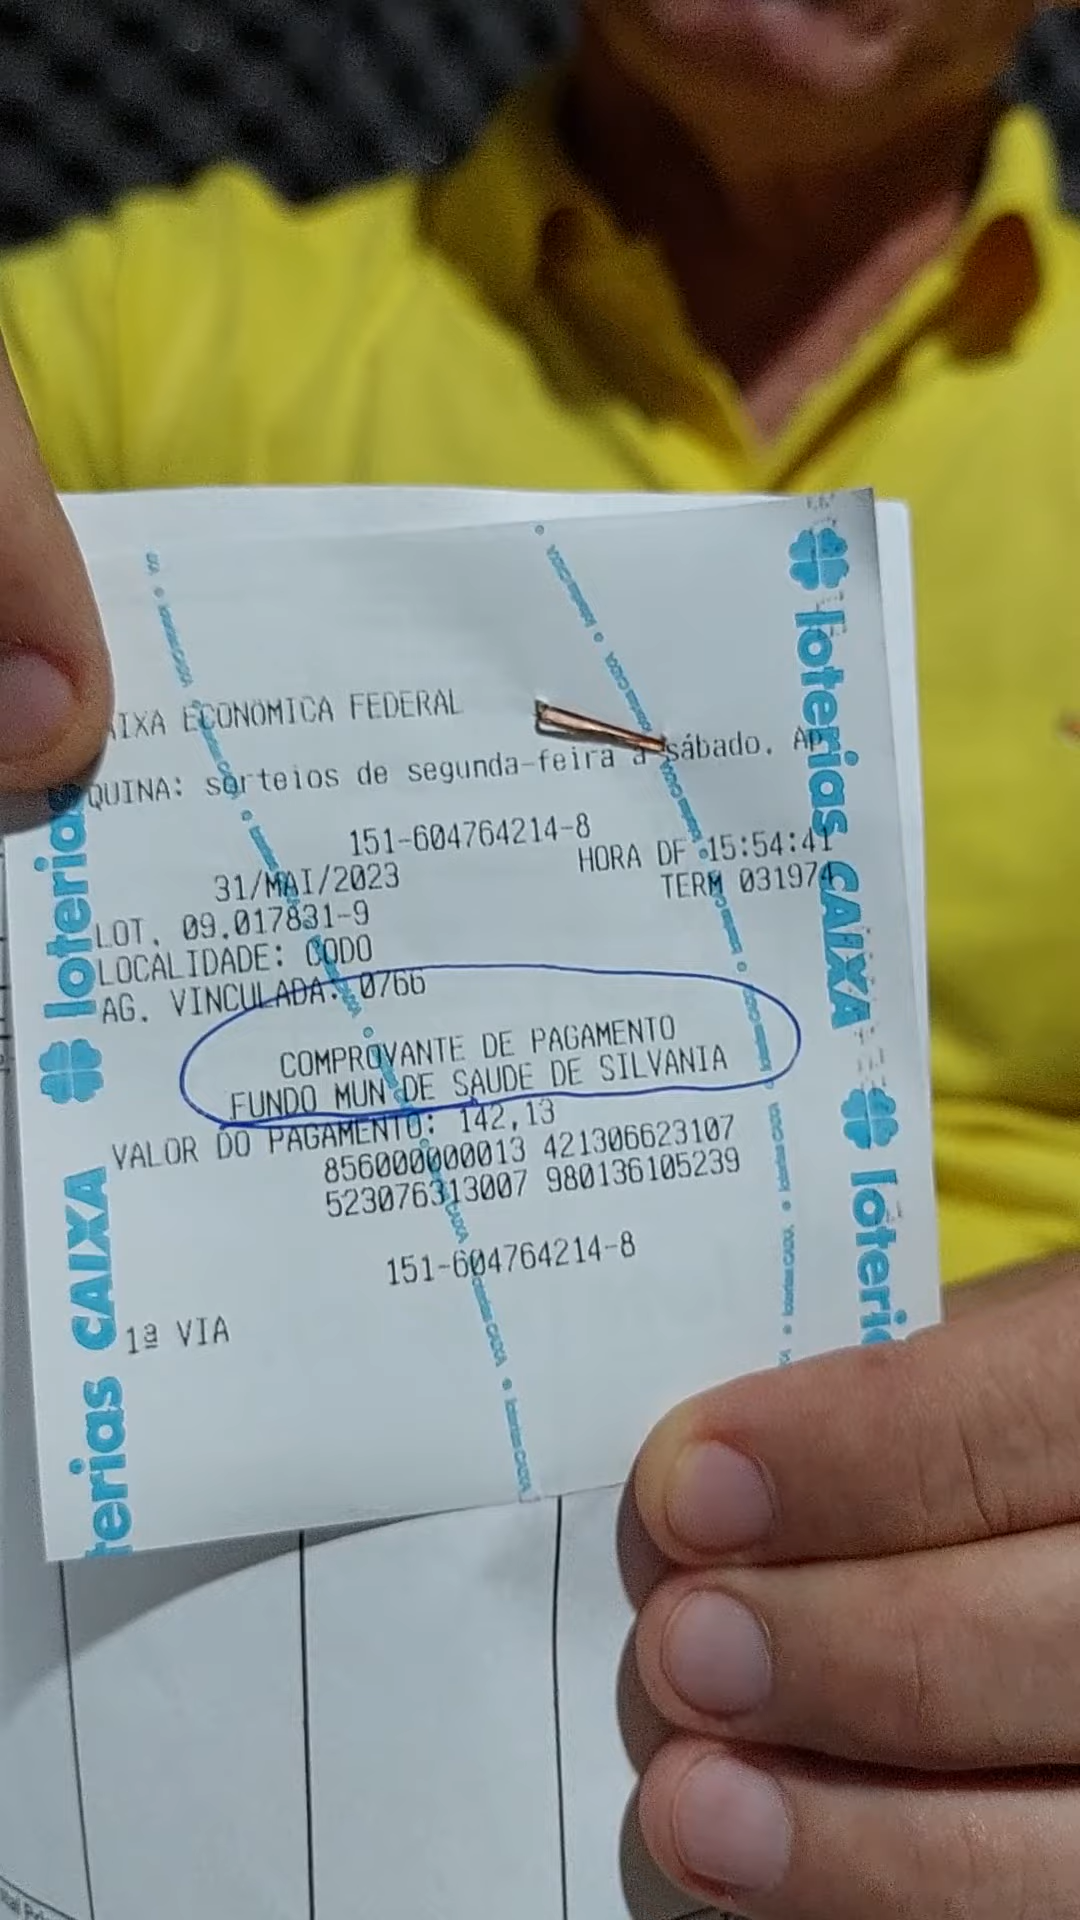 AIXA ECONOMICA FEDERAL
QUINA: sorteios de segunda-feira a sábado.
151-604764214-8
31/MAI/2023 HORA DF 15:54:41
LOT. 09.017831-9 TERM 031974
LOCALIDADE: CODO
AG. VINCULADA: 0766
COMPROVANTE DE PAGAMENTO
FUNDO MUN DE SAUDE DE SILVANIA
VALOR DO PAGAMENTO: 142,13
856000000013 421306623107
523076313007 980136105239
151-604764214-8
1ª VIA
loterias CAIXA
terias CAIXA
loterias CAIXA
loteri